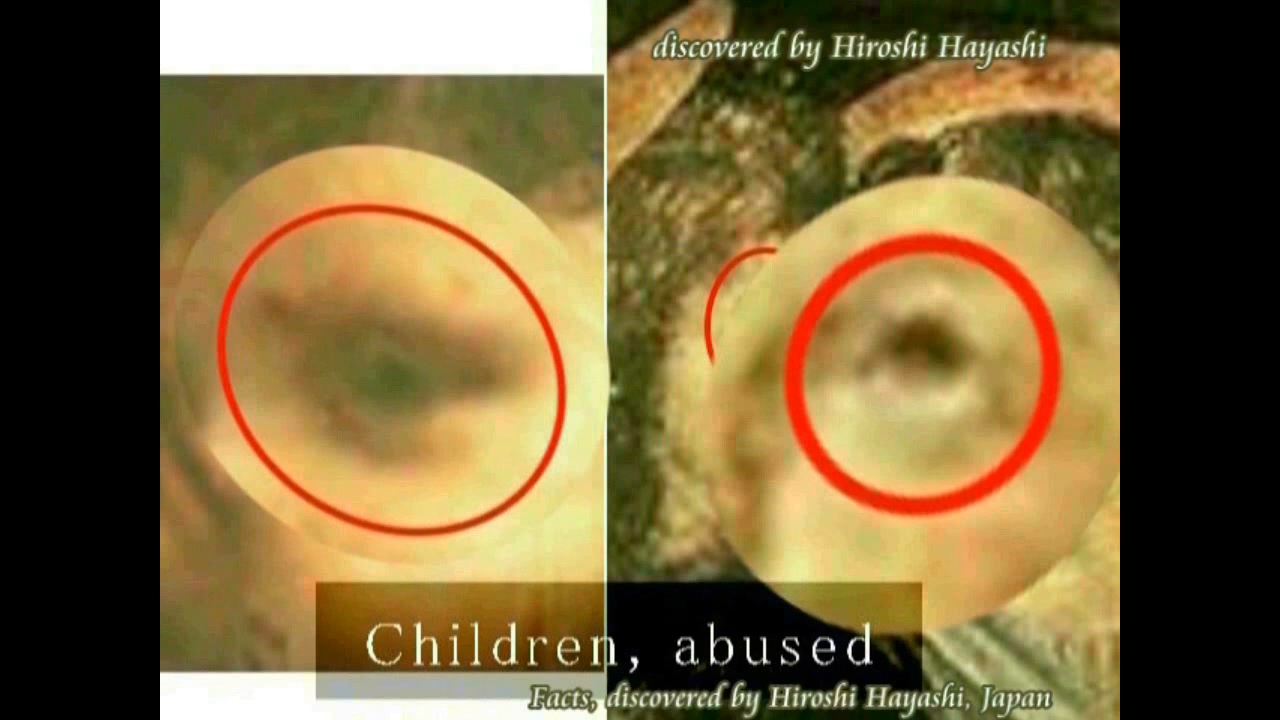 discovered by Hiroshi Hayashi
Children, abused
Facts, discovered by Hiroshi Hayashi, Japan